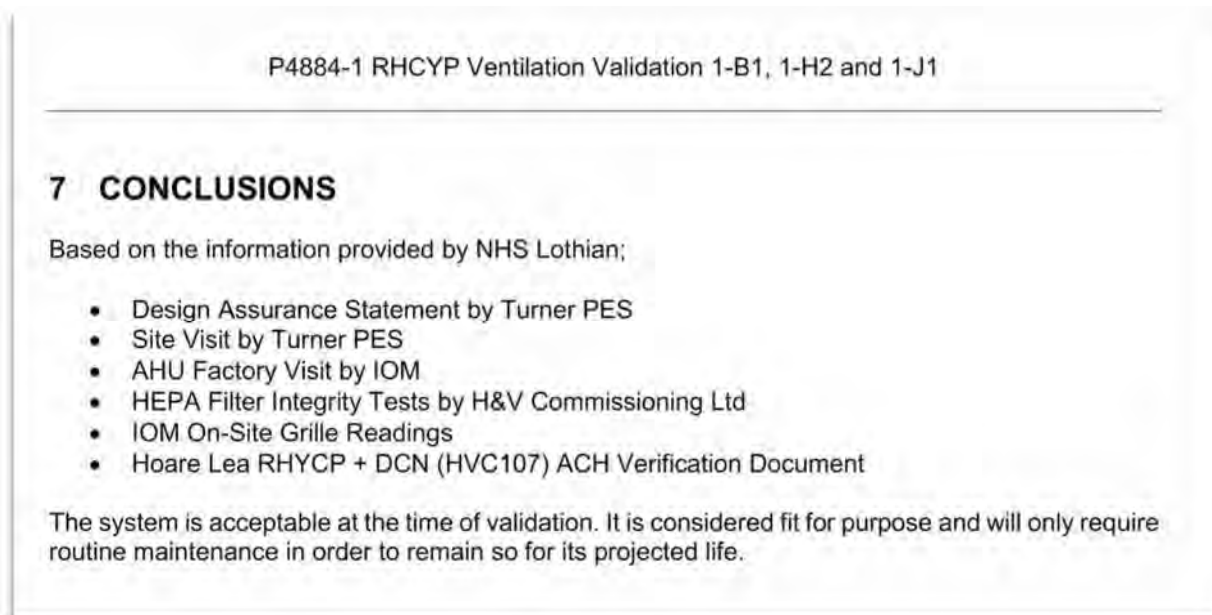 P4884-1 RHCYP Ventilation Validation 1-B1, 1-H2 and 1-J1
7 CONCLUSIONS
Based on the information provided by NHS Lothian;
• Design Assurance Statement by Turner PES
• Site Visit by Turner PES
• AHU Factory Visit by IOM
• HEPA Filter Integrity Tests by H&V Commissioning Ltd
• IOM On-Site Grille Readings
• Hoare Lea RHYCP + DCN (HVC107) ACH Verification Document
The system is acceptable at the time of validation. It is considered fit for purpose and will only require
routine maintenance in order to remain so for its projected life.